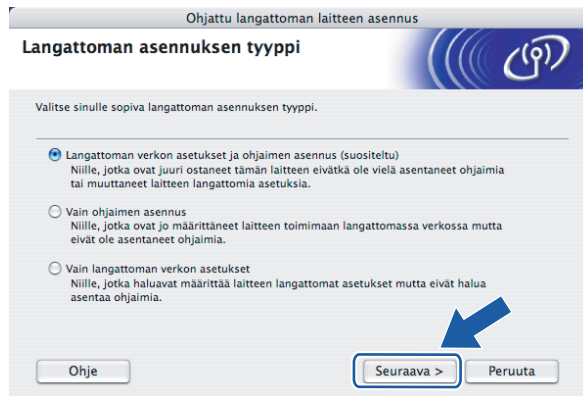 Ohjattu langattoman laitteen asennus
Langattoman asennuksen tyyppi
Valitse sinulle sopiva langattoman asennuksen tyyppi.
Langattoman verkon asetukset ja ohjaimen asennus (suositeltu)
Niille, jotka ovat juuri ostaneet tämän laitteen eivätkä ole vielä asentaneet ohjaimia
tai muuttaneet laitteen langattomia asetuksia.
Vain ohjaimen asennus
Niille, jotka ovat jo määrittäneet laitteen toimimaan langattomassa verkossa mutta
eivät ole asentaneet ohjaimia.
Vain langattoman verkon asetukset
Niille, jotka haluavat määrittää laitteen langattomat asetukset mutta eivät halua
asentaa ohjaimia.
Ohje
Seuraava >
Peruuta